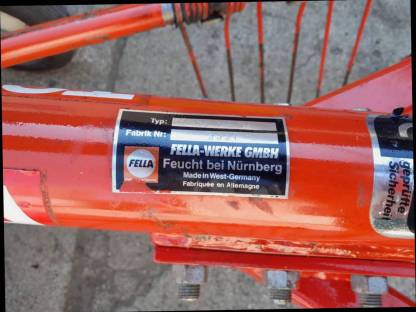 Typ:
Fabrik Nr:
FELLA-WERKE GMBH
FELLA
Feucht bei Nürnberg
Made in West-Germany
Fabriquée en Allemagne
geprüfte
Sicherheit